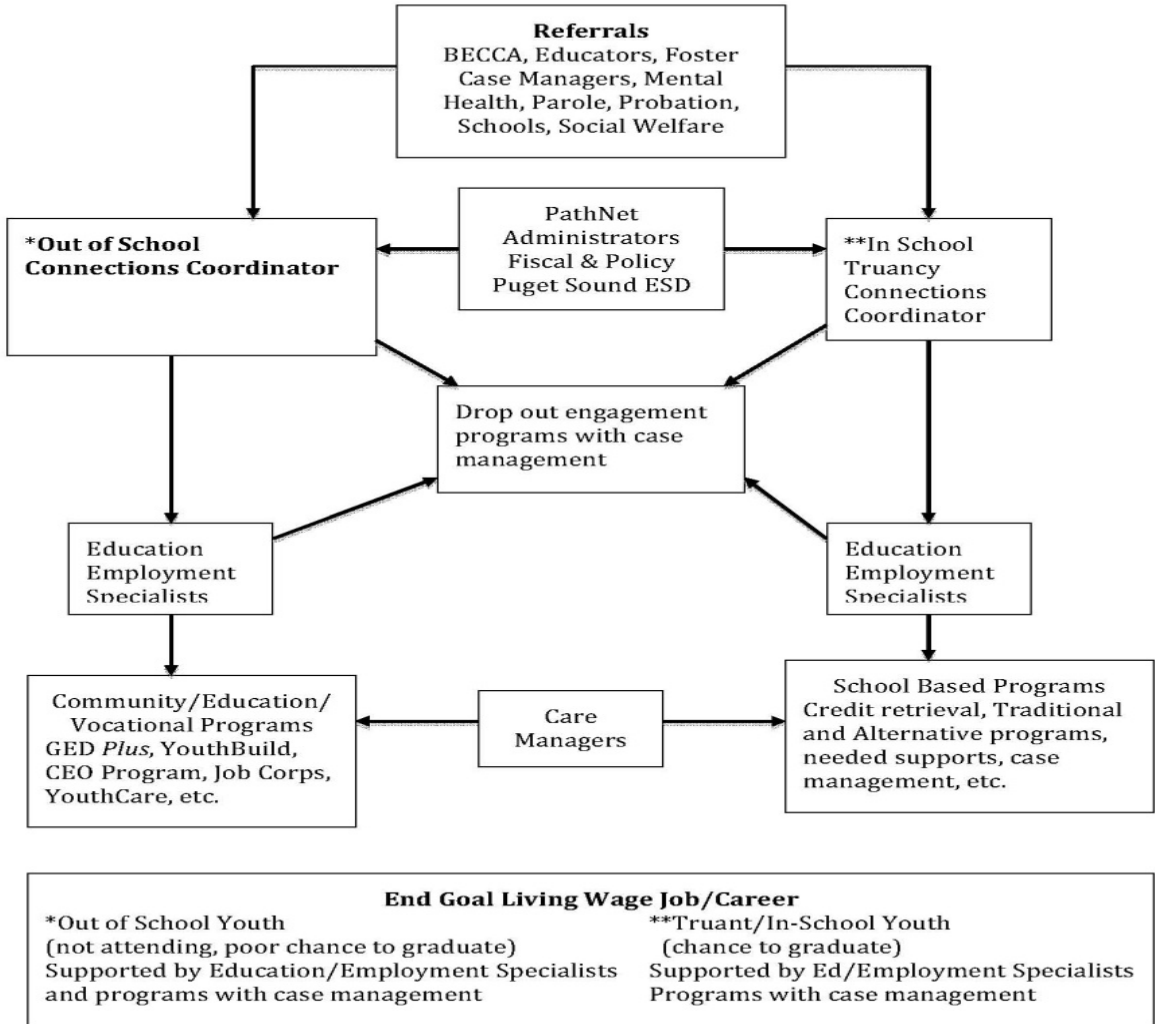 Referrals
BECCA, Educators, Foster
Case Managers, Mental
Health, Parole, Probation,
Schools, Social Welfare
*Out of School
Connections Coordinator
PathNet
Administrators
Fiscal & Policy
Puget Sound ESD
**In School
Truancy
Connections
Coordinator
Drop out engagement
programs with case
management
Education
Employment
Specialists
Education
Employment
Specialists
Community/Education/
Vocational Programs
GED Plus, YouthBuild,
CEO Program, Job Corps,
YouthCare, etc.
Care
Managers
School Based Programs
Credit retrieval, Traditional
and Alternative programs,
needed supports, case
management, etc.
End Goal Living Wage Job/Career
*Out of School Youth
(not attending, poor chance to graduate)
Supported by Education/Employment Specialists
and programs with case management
**Truant/In-School Youth
(chance to graduate)
Supported by Ed/Employment Specialists
Programs with case management